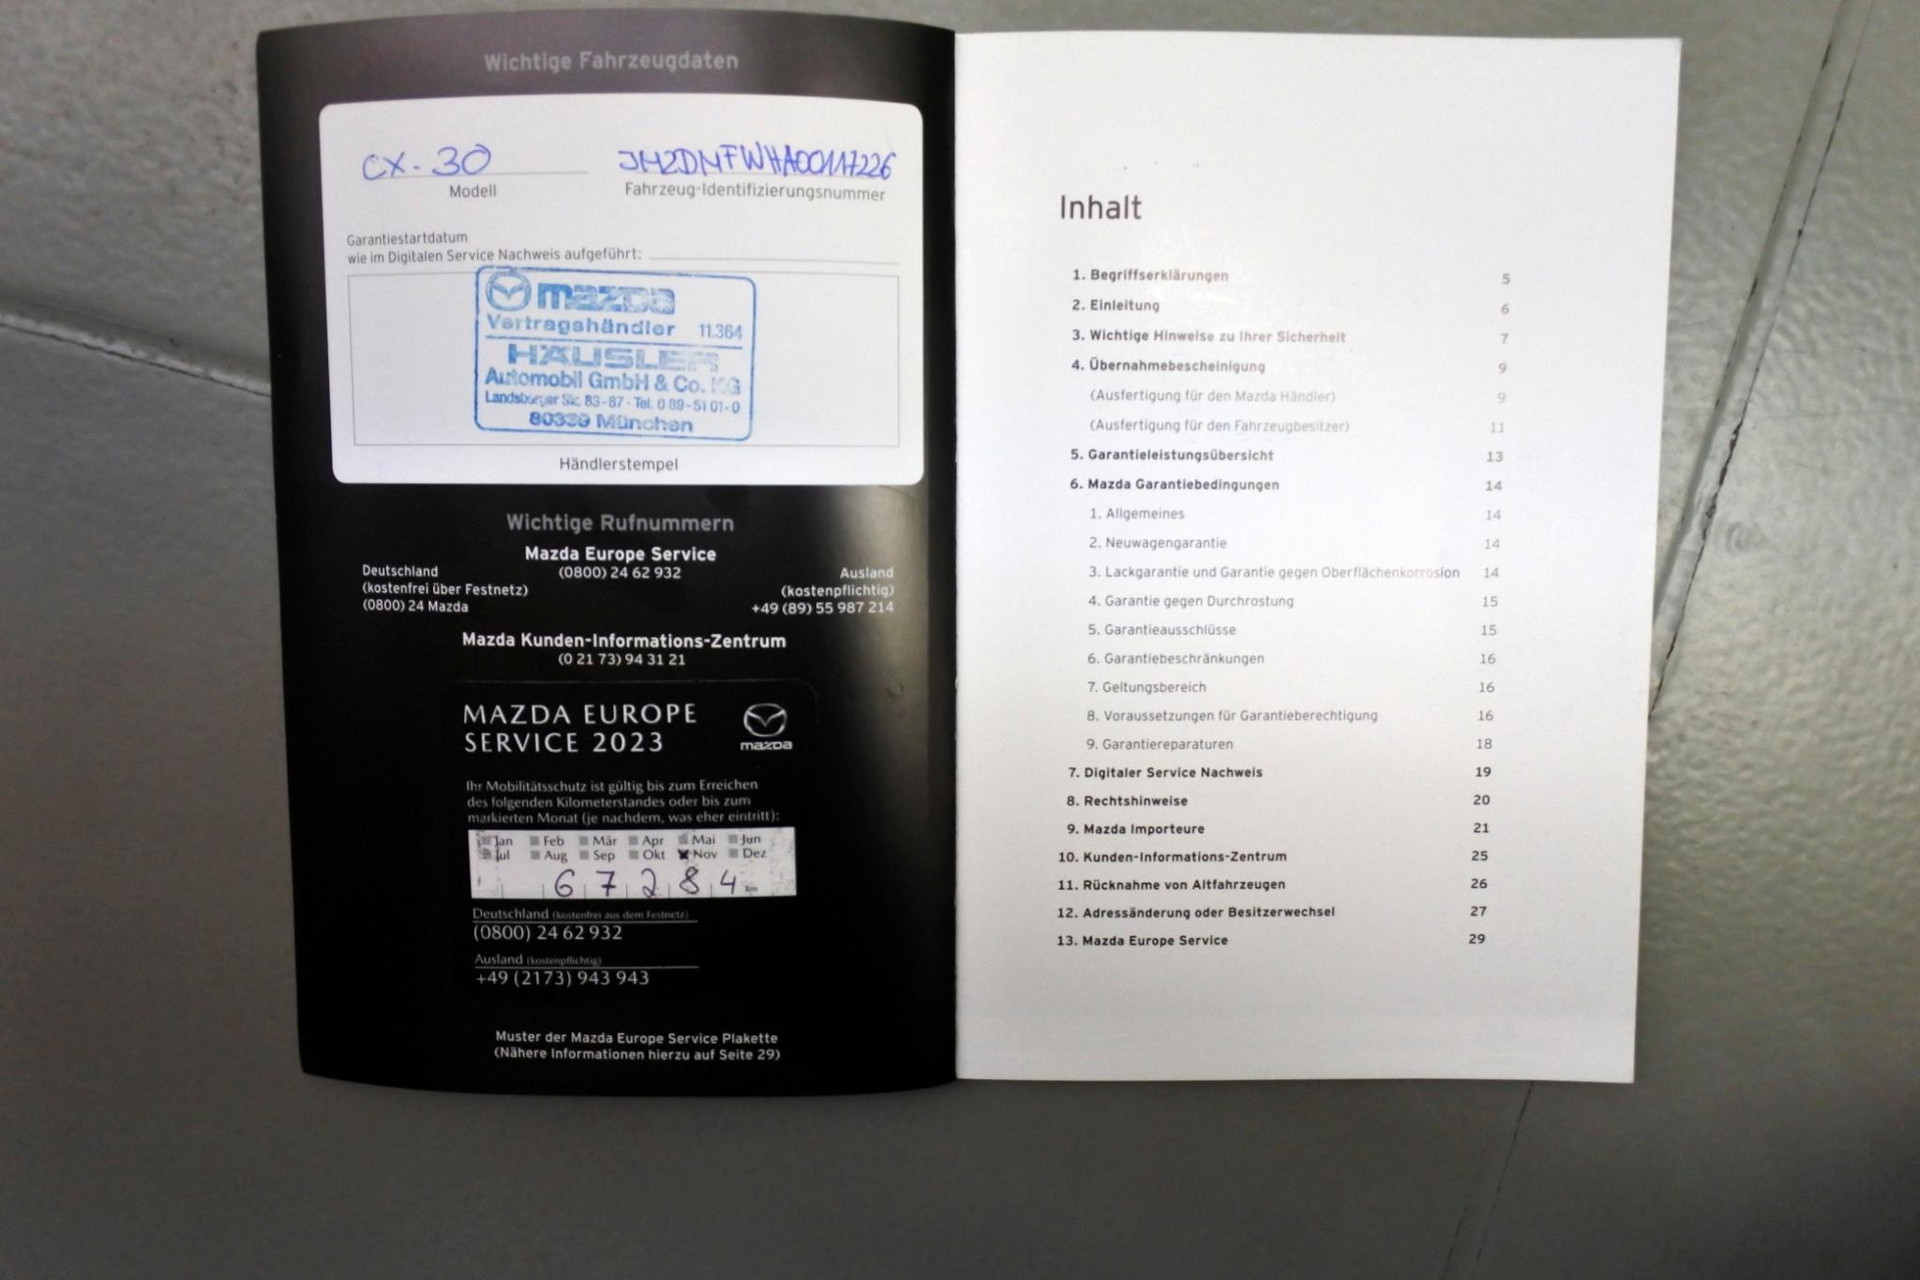 Wichtige Fahrzeugdaten
CX-30
Modell
JMZDMFWHA00117226
Fahrzeug-Identifizierungsnummer
Garantiestartdatum
wie im Digitalen Service Nachweis aufgeführt:
mazda
Vertragshändler 11.364
HÄUSLER
Automobil GmbH & Co. KG
Landsberger Str. 83-87 · Tel. 0 89-51 01-0
80339 München
Händlerstempel
Wichtige Rufnummern
Mazda Europe Service
(0800) 24 62 932
Deutschland
(kostenfrei über Festnetz)
(0800) 24 Mazda
Ausland
(kostenpflichtig)
+49 (89) 55 987 214
Mazda Kunden-Informations-Zentrum
(0 21 73) 94 31 21
MAZDA EUROPE
SERVICE 2023
mazda
Ihr Mobilitätsschutz ist gültig bis zum Erreichen
des folgenden Kilometerstandes oder bis zum
markierten Monat (je nachdem, was eher eintritt):
Jan Feb Mär Apr Mai Jun
Jul Aug Sep Okt Nov Dez
6 7 2 8 4 km
Deutschland (kostenfrei aus dem Festnetz)
(0800) 24 62 932
Ausland (kostenpflichtig)
+49 (2173) 943 943
Muster der Mazda Europe Service Plakette
(Nähere Informationen hierzu auf Seite 29)
Inhalt
1. Begriffserklärungen 5
2. Einleitung 6
3. Wichtige Hinweise zu Ihrer Sicherheit 7
4. Übernahmebescheinigung 9
(Ausfertigung für den Mazda Händler) 9
(Ausfertigung für den Fahrzeugbesitzer) 11
5. Garantieleistungsübersicht 13
6. Mazda Garantiebedingungen 14
1. Allgemeines 14
2. Neuwagengarantie 14
3. Lackgarantie und Garantie gegen Oberflächenkorrosion 14
4. Garantie gegen Durchrostung 15
5. Garantieausschlüsse 15
6. Garantiebeschränkungen 16
7. Geltungsbereich 16
8. Voraussetzungen für Garantieberechtigung 16
9. Garantiereparaturen 18
7. Digitaler Service Nachweis 19
8. Rechtshinweise 20
9. Mazda Importeure 21
10. Kunden-Informations-Zentrum 25
11. Rücknahme von Altfahrzeugen 26
12. Adressänderung oder Besitzerwechsel 27
13. Mazda Europe Service 29